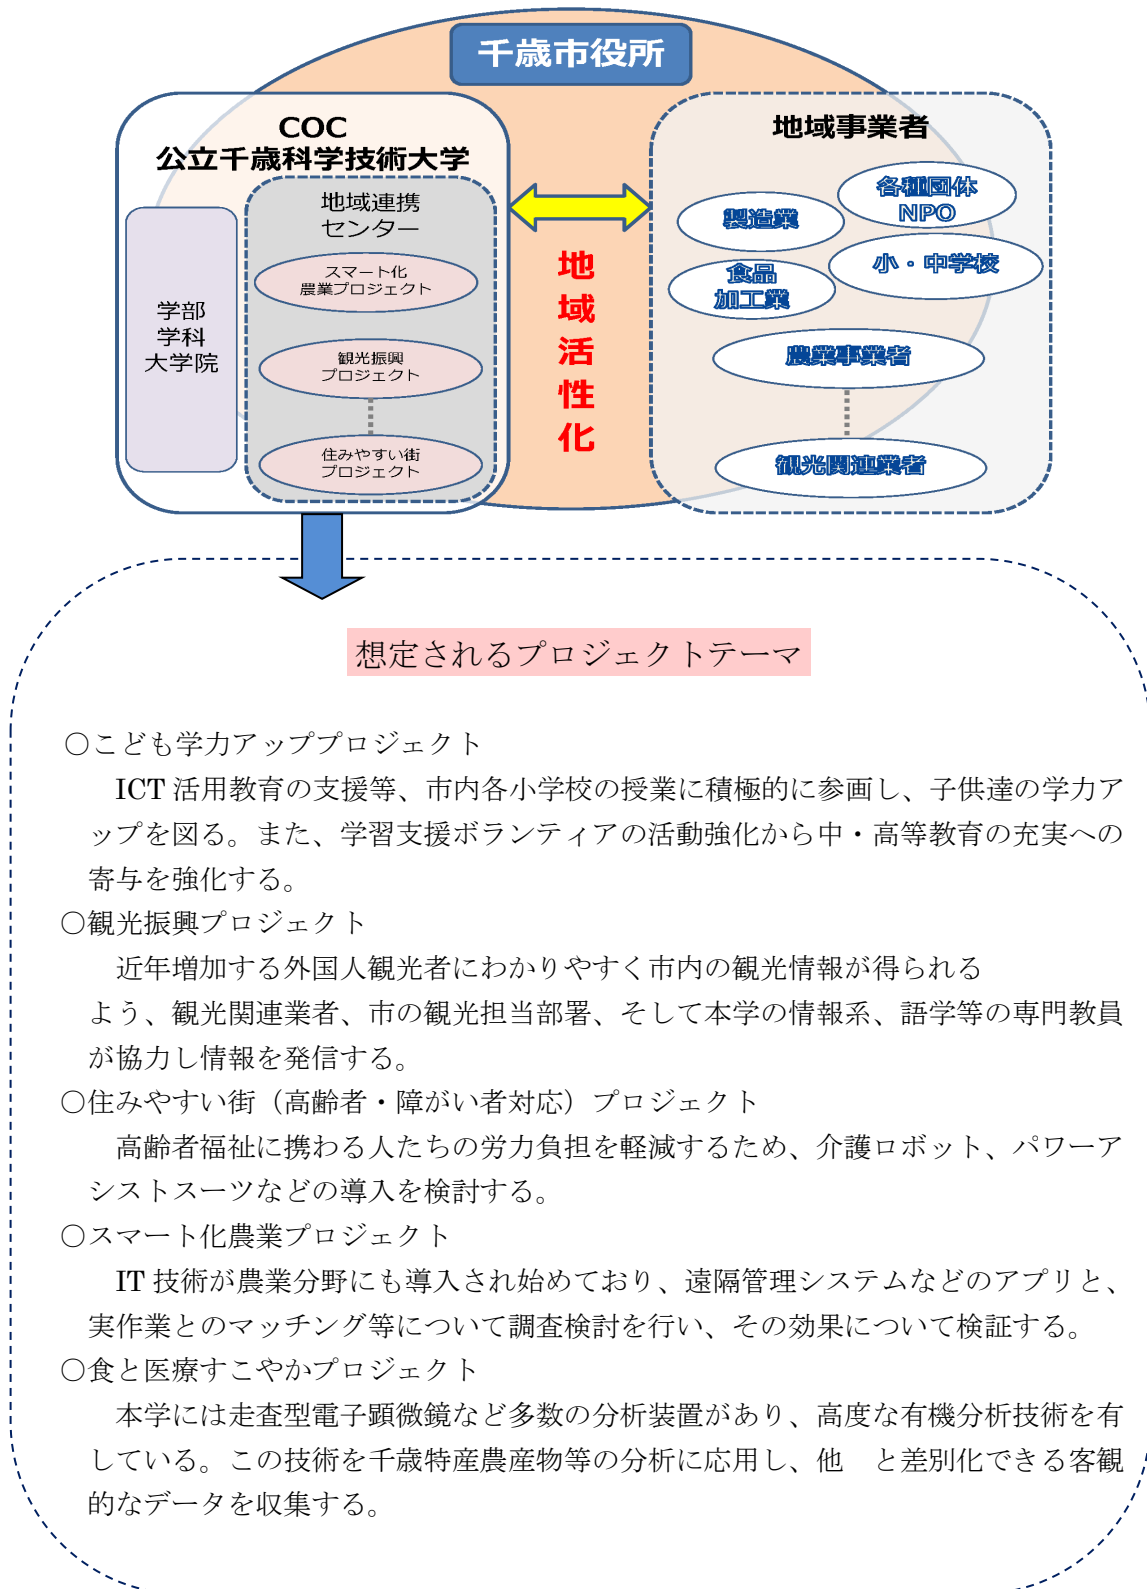 千歳市役所
COC
公立千歳科学技術大学
地域連携
センター
スマート化
農業プロジェクト
観光振興
プロジェクト
住みやすい街
プロジェクト
学部
学科
大学院
地域活性化
地域事業者
各種団体
NPO
製造業
小・中学校
食品
加工業
農業事業者
観光関連業者
想定されるプロジェクトテーマ
○こども学力アッププロジェクト
ICT 活用教育の支援等、市内各小学校の授業に積極的に参画し、子供達の学力ア
ップを図る。また、学習支援ボランティアの活動強化から中・高等教育の充実への
寄与を強化する。
○観光振興プロジェクト
近年増加する外国人観光者にわかりやすく市内の観光情報が得られる
よう、観光関連業者、市の観光担当部署、そして本学の情報系、語学等の専門教員
が協力し情報を発信する。
○住みやすい街（高齢者・障がい者対応）プロジェクト
高齢者福祉に携わる人たちの労力負担を軽減するため、介護ロボット、パワーア
シストスーツなどの導入を検討する。
○スマート化農業プロジェクト
IT 技術が農業分野にも導入され始めており、遠隔管理システムなどのアプリと、
実作業とのマッチング等について調査検討を行い、その効果について検証する。
○食と医療すこやかプロジェクト
本学には走査型電子顕微鏡など多数の分析装置があり、高度な有機分析技術を有
している。この技術を千歳特産農産物等の分析に応用し、他　と差別化できる客観
的なデータを収集する。